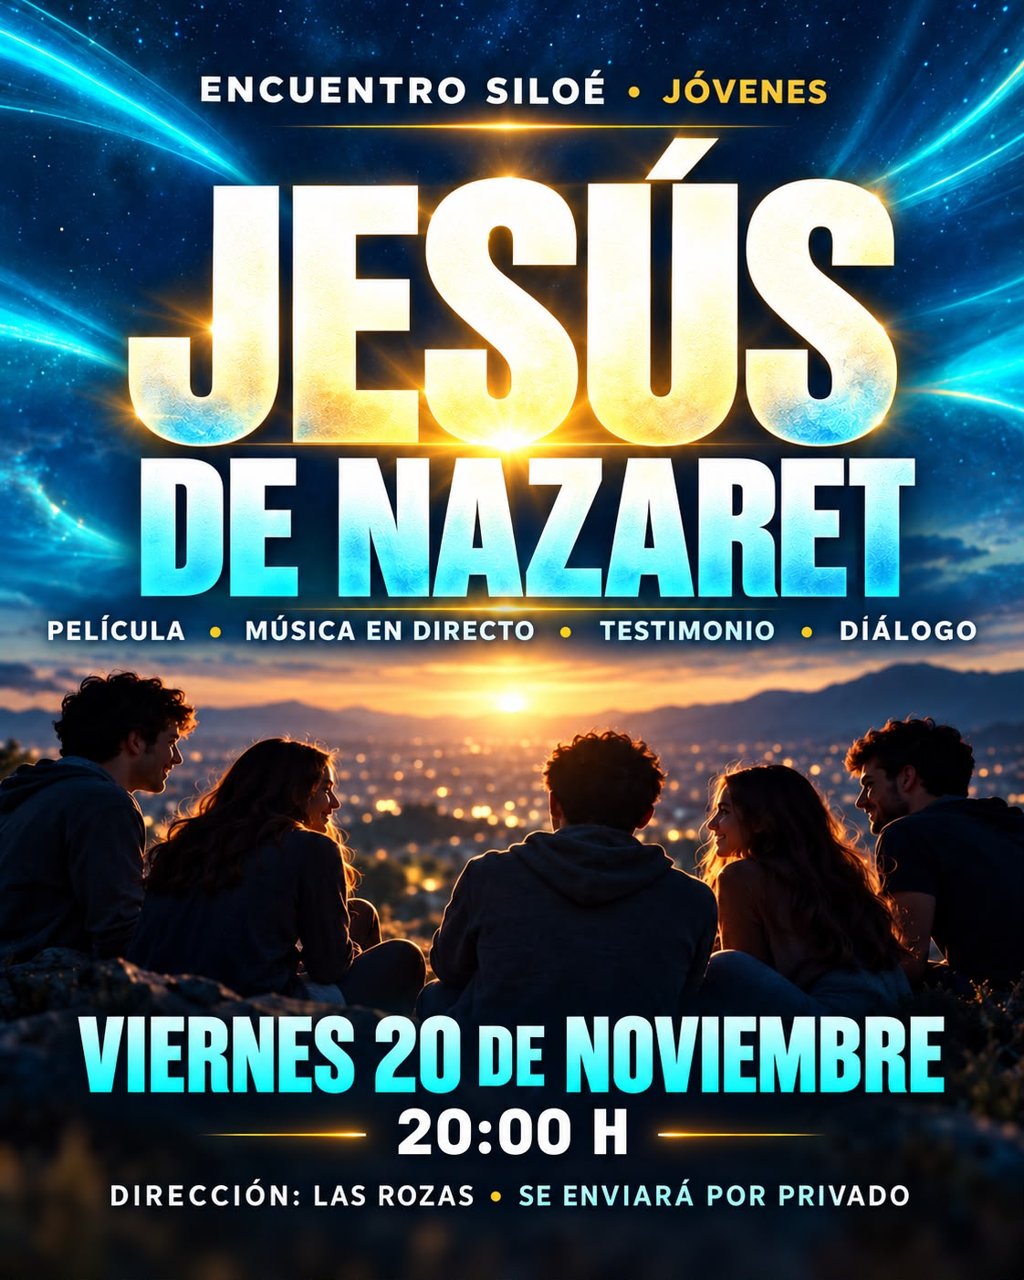 ENCUENTRO SILOÉ • JÓVENES
JESÚS
DE NAZARET
PELÍCULA • MÚSICA EN DIRECTO • TESTIMONIO • DIÁLOGO
VIERNES 20 DE NOVIEMBRE
20:00 H
DIRECCIÓN: LAS ROZAS • SE ENVIARÁ POR PRIVADO